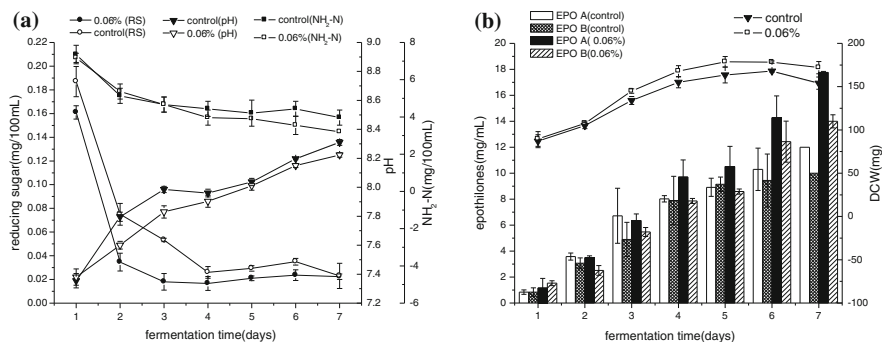 (a)
0.06% (RS) control(pH) control(NH2-N)
control(RS) 0.06% (pH) 0.06%(NH2-N)
reducing sugar(mg/100mL)
0.22
0.20
0.18
0.16
0.14
0.12
0.10
0.08
0.06
0.04
0.02
0.00
1 2 3 4 5 6 7
fermentation time(days)
9.0
8.8
8.6
8.4
8.2
8.0
7.8
7.6
7.4
7.2
pH
8
6
4
2
0
-2
-4
-6
NH2-N(mg/100mL)
(b)
EPO A(control)
EPO B(control)
EPO A( 0.06%)
EPO B(0.06%)
control
0.06%
epothilones(mg/mL)
20
18
16
14
12
10
8
6
4
2
0
1 2 3 4 5 6 7
fermentation time(days)
200
150
100
50
0
-50
-100
DCW(mg)